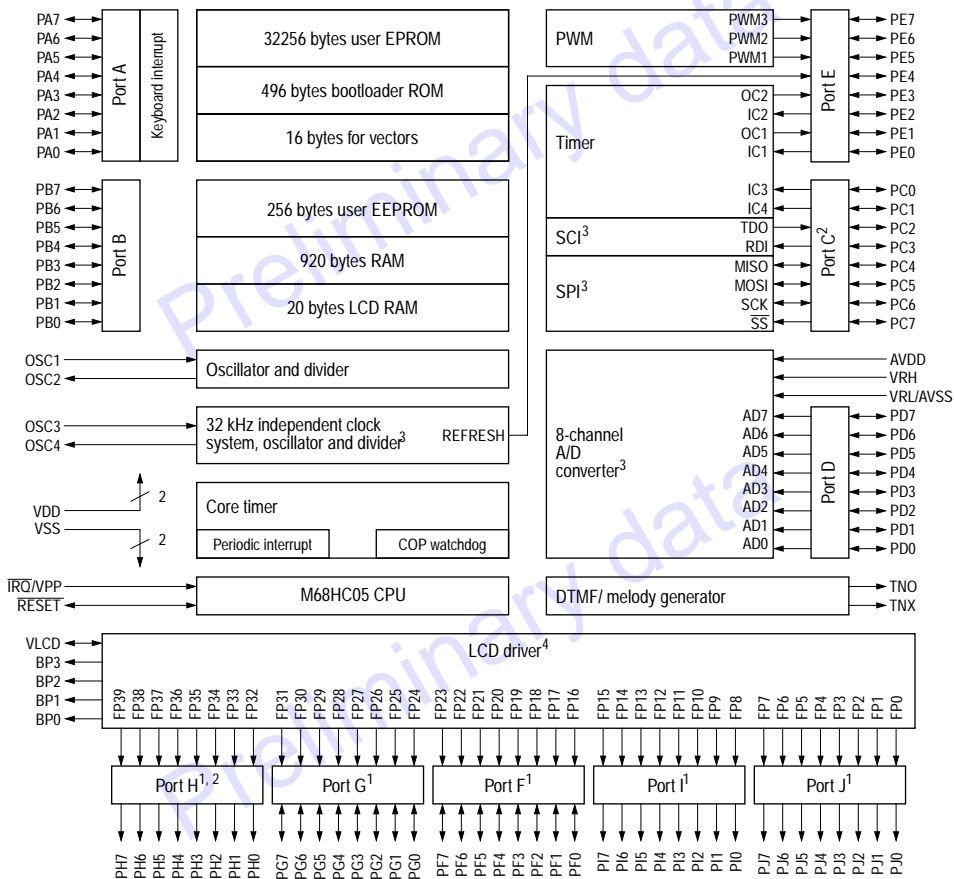 PA7
PA6
PA5
PA4
PA3
PA2
PA1
PA0
Port A
Keyboard interrupt
32256 bytes user EPROM
496 bytes bootloader ROM
16 bytes for vectors
PWM
PWM3
PWM2
PWM1
Timer
OC2
IC2
OC1
IC1
Port E
PE7
PE6
PE5
PE4
PE3
PE2
PE1
PE0
PB7
PB6
PB5
PB4
PB3
PB2
PB1
PB0
Port B
256 bytes user EEPROM
920 bytes RAM
20 bytes LCD RAM
IC3
IC4
SCI3
TDO
RDI
SPI3
MISO
MOSI
SCK
SS
Port C2
PC0
PC1
PC2
PC3
PC4
PC5
PC6
PC7
OSC1
OSC2
Oscillator and divider
OSC3
OSC4
32 kHz independent clock
system, oscillator and divider3
REFRESH
8-channel
A/D
converter3
AVDD
VRH
VRL/AVSS
AD7
AD6
AD5
AD4
AD3
AD2
AD1
AD0
Port D
PD7
PD6
PD5
PD4
PD3
PD2
PD1
PD0
VDD
2
VSS
2
Core timer
Periodic interrupt
COP watchdog
IRQ/VPP
RESET
M68HC05 CPU
DTMF/ melody generator
TNO
TNX
VLCD
BP3
BP2
BP1
BP0
LCD driver4
FP39 FP38 FP37 FP36 FP35 FP34 FP33 FP32
FP31 FP30 FP29 FP28 FP27 FP26 FP25 FP24
FP23 FP22 FP21 FP20 FP19 FP18 FP17 FP16
FP15 FP14 FP13 FP12 FP11 FP10 FP9 FP8
FP7 FP6 FP5 FP4 FP3 FP2 FP1 FP0
Port H1, 2
Port G1
Port F1
Port I1
Port J1
PH7 PH6 PH5 PH4 PH3 PH2 PH1 PH0
PG7 PG6 PG5 PG4 PG3 PG2 PG1 PG0
PF7 PF6 PF5 PF4 PF3 PF2 PF1 PF0
PI7 PI6 PI5 PI4 PI3 PI2 PI1 PI0
PJ7 PJ6 PJ5 PJ4 PJ3 PJ2 PJ1 PJ0
Preliminary data
Preliminary data